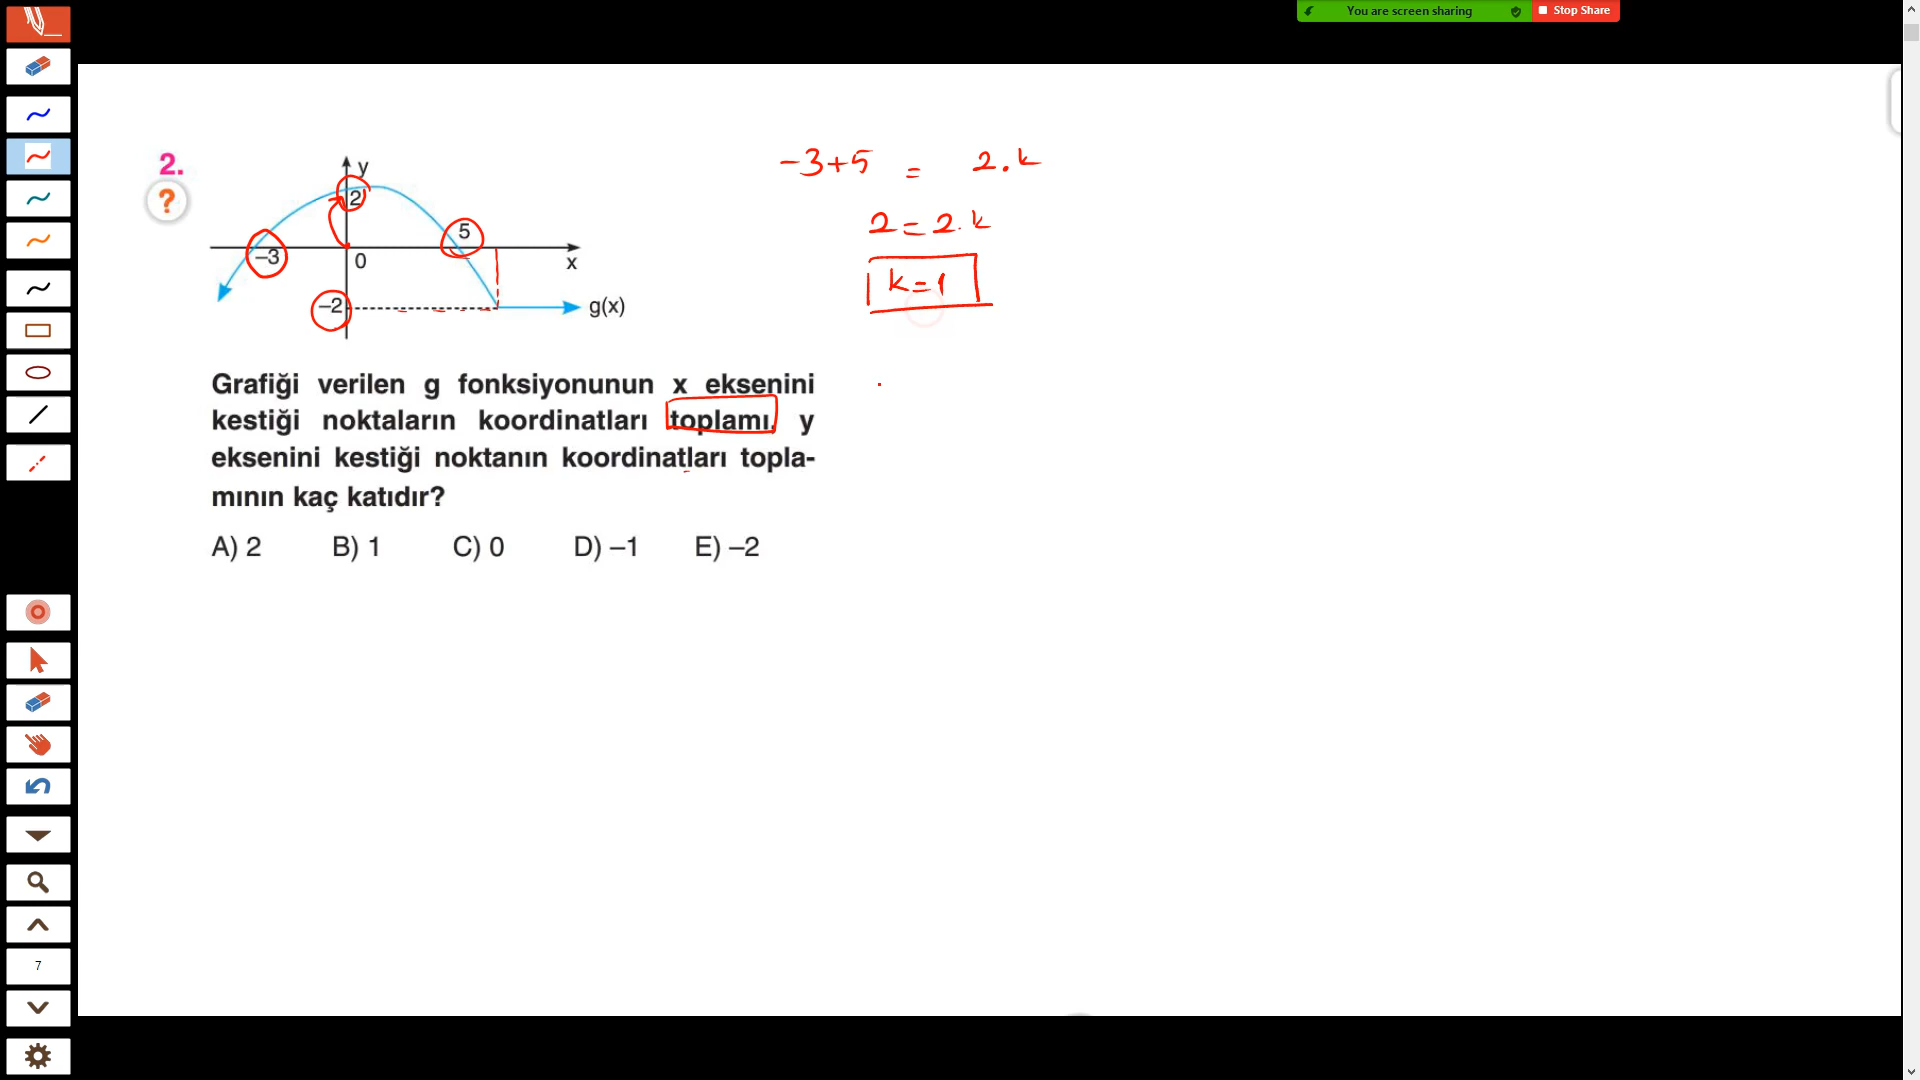 You are screen sharing
Stop Share
2.
?
y
2
5
–3
0
x
–2
g(x)
-3+5 = 2.k
2 = 2.k
k=1
Grafiği verilen g fonksiyonunun x eksenini
kestiği noktaların koordinatları toplamı, y
eksenini kestiği noktanın koordinatları topla-
mının kaç katıdır?
A) 2 B) 1 C) 0 D) –1 E) –2
7